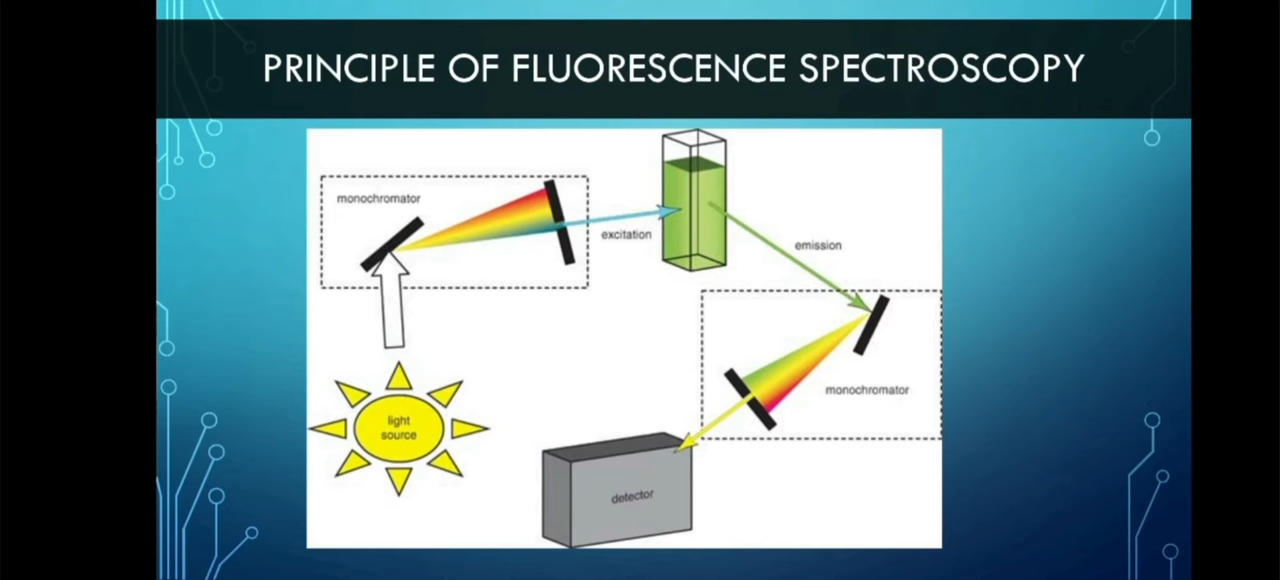 PRINCIPLE OF FLUORESCENCE SPECTROSCOPY
monochromator
excitation
emission
monochromator
light
source
detector